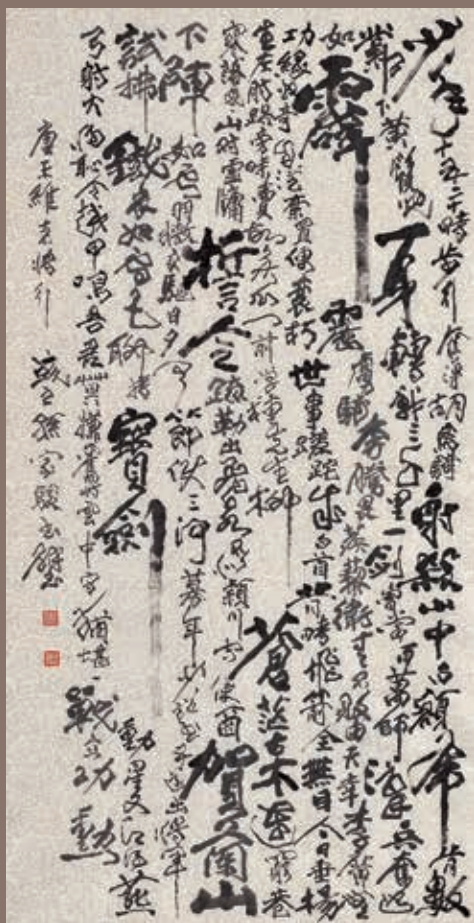 少年十五二十時步行奪得胡馬騎射殺山中白額虎肯數
鄴下黃鬚兒一身轉戰三千里一劍曾當百萬師漢兵奮迅
如霹靂虜騎崩騰畏蒺藜衛青不敗由天幸李廣無
功緣數奇自從棄置便衰朽世事蹉跎成白首昔時飛箭全無目今日垂楊
生左肘路旁時賣故侯瓜門前學種先生柳蒼茫古木連窮巷
寥落寒山對虛牖誓令疏勒出飛泉不似潁川空使酒賀蘭山
下陣如雲羽檄交馳日夕聞節使三河募年少詔書五道出將軍
試拂鐵衣如雪色聊持寶劍動星文願得燕
弓射大將恥令越甲鳴吾君莫嫌舊日雲中守猶堪一戰立功勳
唐王維老將行 孫家駿書